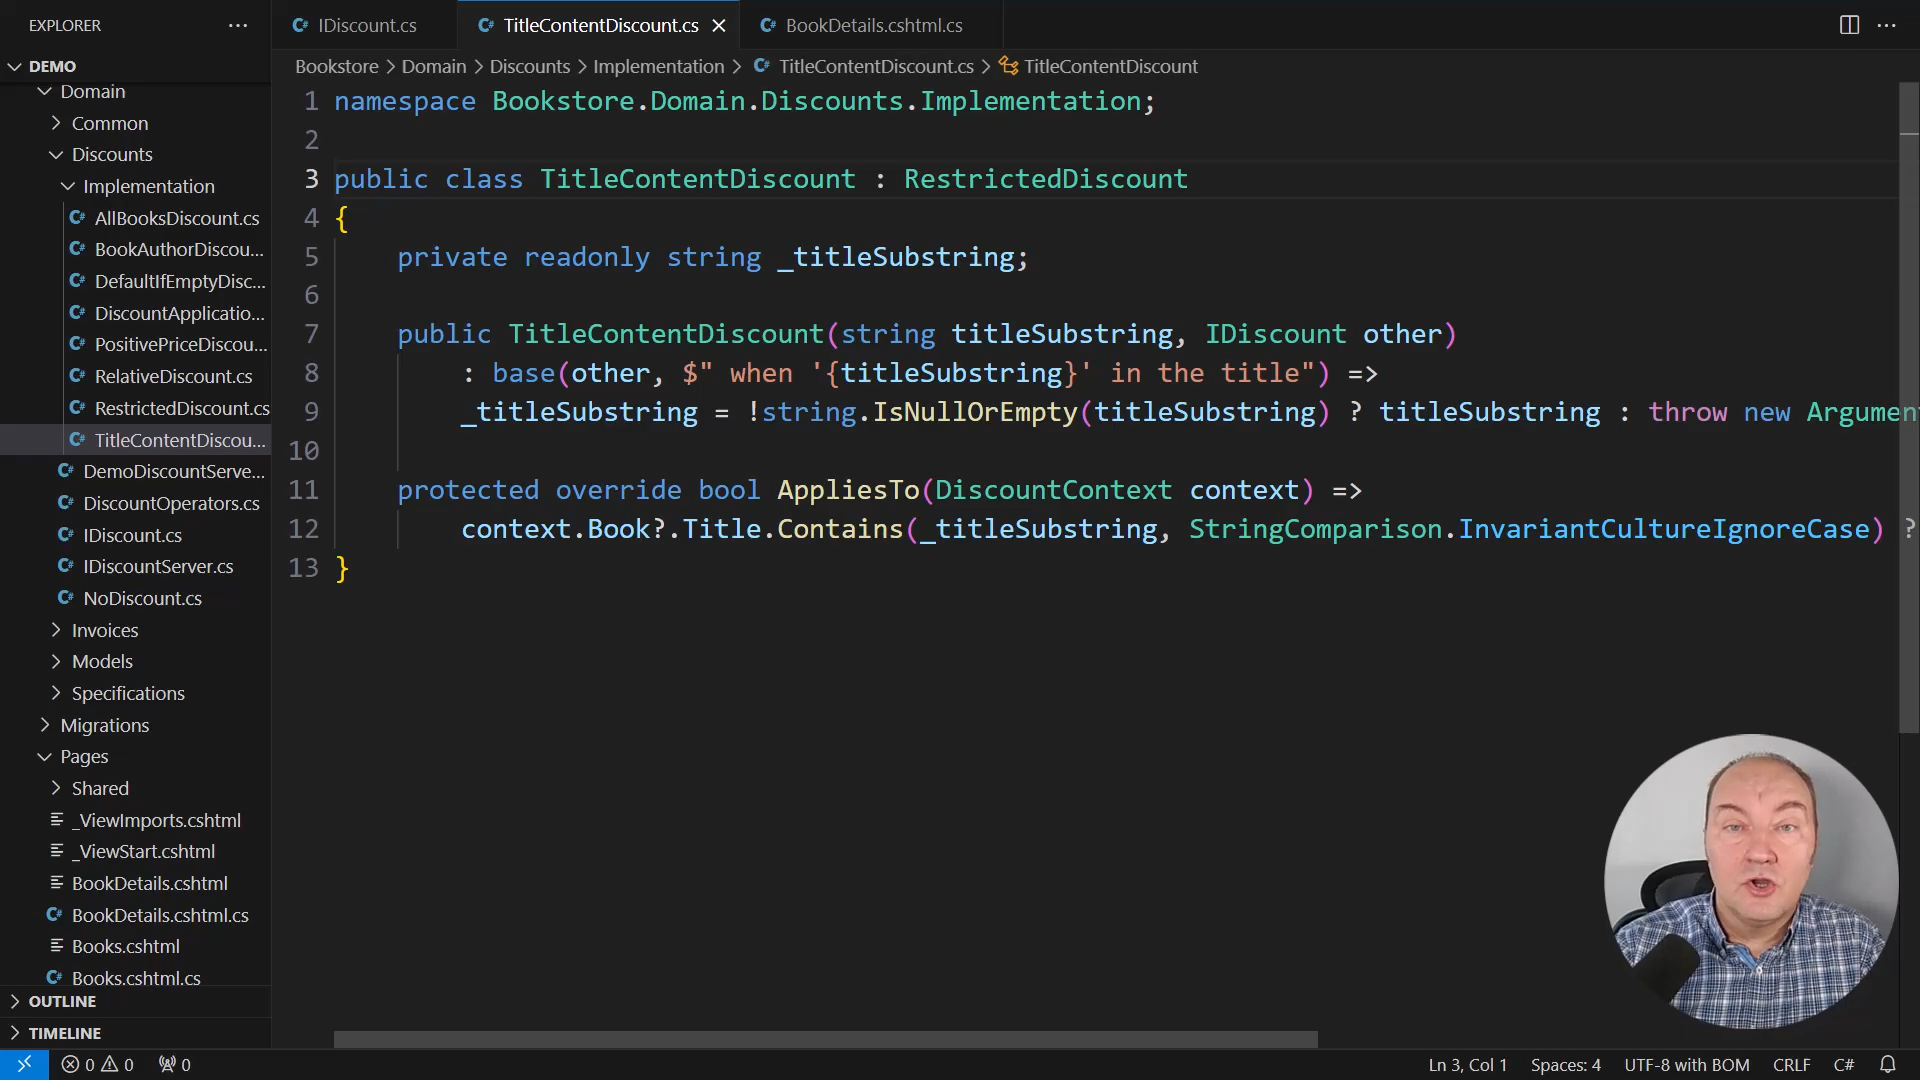 EXPLORER
DEMO
Domain
Common
Discounts
Implementation
AllBooksDiscount.cs
BookAuthorDiscou...
DefaultIfEmptyDisc...
DiscountApplicatio...
PositivePriceDiscou...
RelativeDiscount.cs
RestrictedDiscount.cs
TitleContentDiscou...
DemoDiscountServe...
DiscountOperators.cs
IDiscount.cs
IDiscountServer.cs
NoDiscount.cs
Invoices
Models
Specifications
Migrations
Pages
Shared
_ViewImports.cshtml
_ViewStart.cshtml
BookDetails.cshtml
BookDetails.cshtml.cs
Books.cshtml
Books.cshtml.cs
OUTLINE
TIMELINE
IDiscount.cs TitleContentDiscount.cs BookDetails.cshtml.cs
Bookstore > Domain > Discounts > Implementation > TitleContentDiscount.cs > TitleContentDiscount
1 namespace Bookstore.Domain.Discounts.Implementation;
2
3 public class TitleContentDiscount : RestrictedDiscount
4 {
5 private readonly string _titleSubstring;
6
7 public TitleContentDiscount(string titleSubstring, IDiscount other)
8 : base(other, $" when '{titleSubstring}' in the title") =>
9 _titleSubstring = !string.IsNullOrEmpty(titleSubstring) ? titleSubstring : throw new Argument
10
11 protected override bool AppliesTo(DiscountContext context) =>
12 context.Book?.Title.Contains(_titleSubstring, StringComparison.InvariantCultureIgnoreCase) ?
13 }
0 0 0 Ln 3, Col 1 Spaces: 4 UTF-8 with BOM CRLF C#